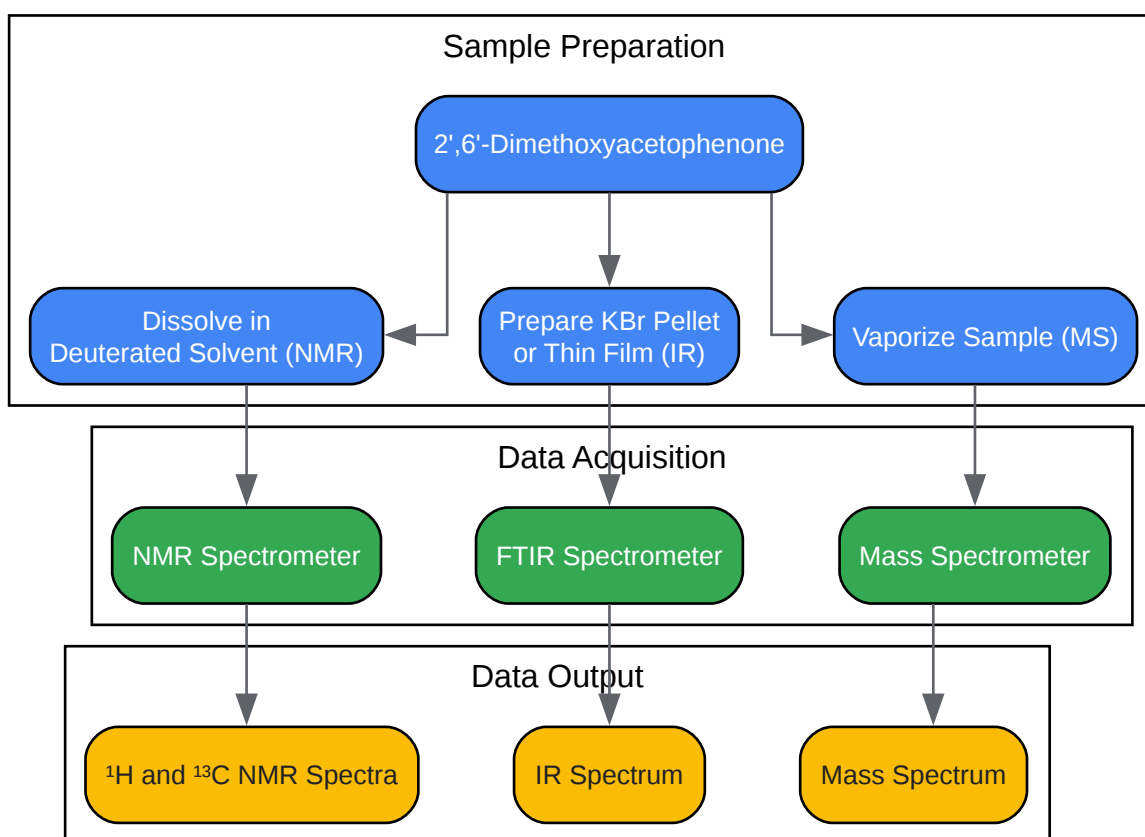 Sample Preparation
2',6'-Dimethoxyacetophenone
Dissolve in
Deuterated Solvent (NMR)
Prepare KBr Pellet
or Thin Film (IR)
Vaporize Sample (MS)
Data Acquisition
NMR Spectrometer
FTIR Spectrometer
Mass Spectrometer
Data Output
¹H and ¹³C NMR Spectra
IR Spectrum
Mass Spectrum